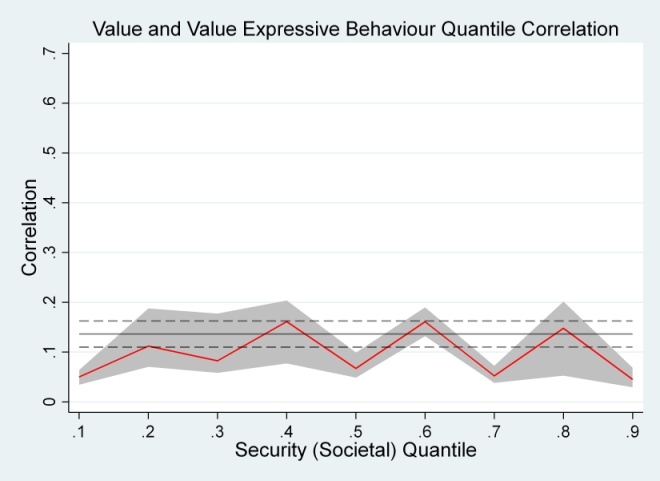 Value and Value Expressive Behaviour Quantile Correlation
Correlation
.7
.6
.5
.4
.3
.2
.1
0
.1 .2 .3 .4 .5 .6 .7 .8 .9
Security (Societal) Quantile